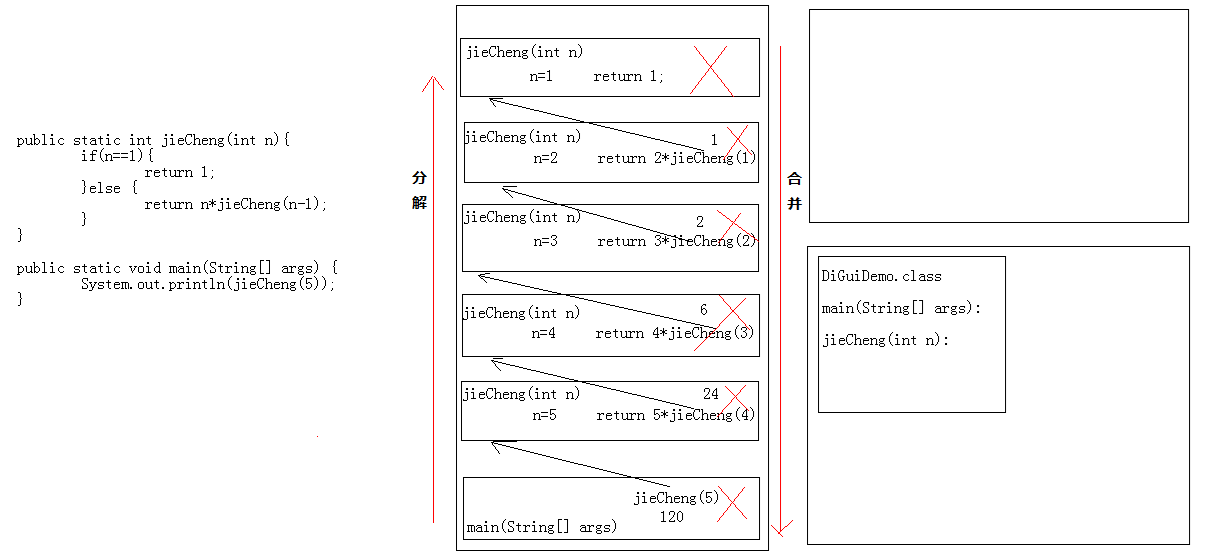 public static int jieCheng(int n){
if(n==1){
return 1;
}else {
return n*jieCheng(n-1);
}
}
public static void main(String[] args) {
System.out.println(jieCheng(5));
}
分
解
jieCheng(int n)
n=1 return 1;
jieCheng(int n) 1
n=2 return 2*jieCheng(1)
jieCheng(int n) 2
n=3 return 3*jieCheng(2)
jieCheng(int n) 6
n=4 return 4*jieCheng(3)
jieCheng(int n) 24
n=5 return 5*jieCheng(4)
jieCheng(5)
120
main(String[] args)
合
并
DiGuiDemo.class
main(String[] args):
jieCheng(int n):